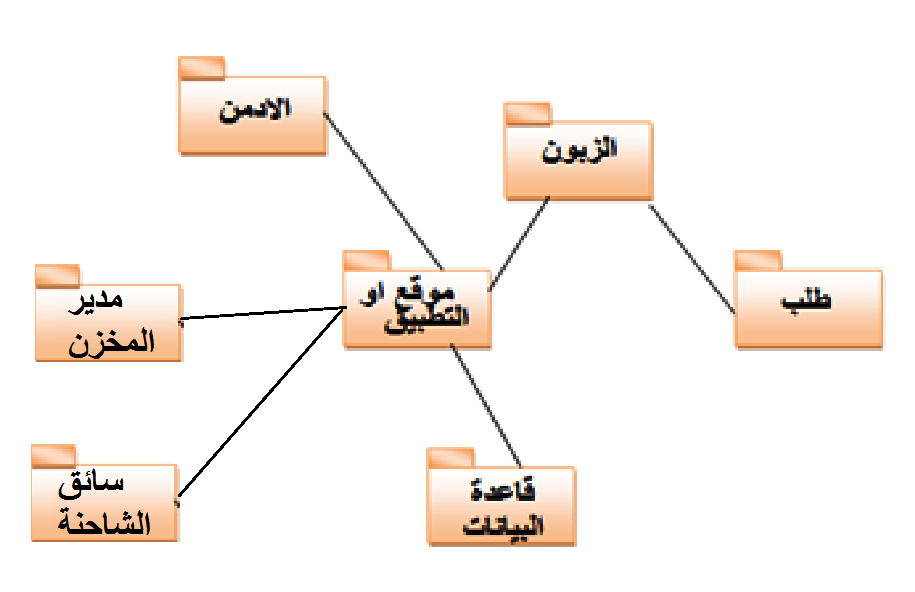 الادمن
الزبون
موقع او
التطبيق
طلب
مدير
المخزن
سائق
الشاحنة
قاعدة
البيانات